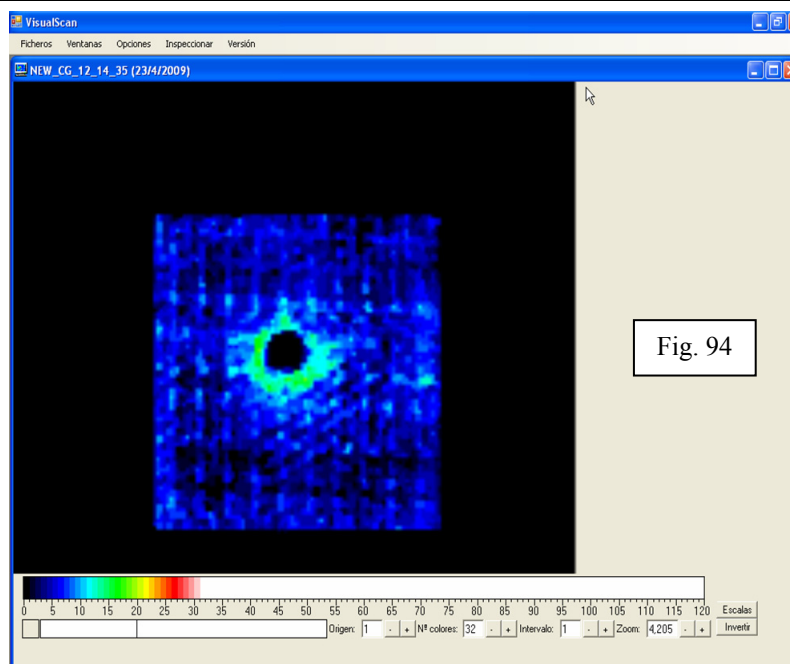 VisualScan
Ficheros Ventanas Opciones Inspeccionar Versión
NEW_CG_12_14_35 (23/4/2009)
Fig. 94
0 5 10 15 20 25 30 35 40 45 50 55 60 65 70 75 80 85 90 95 100 105 110 115 120 Escalas
Origen: 1 - + Nª colores: 32 - + Intervalo: 1 - + Zoom: 4,205 - + Invertir